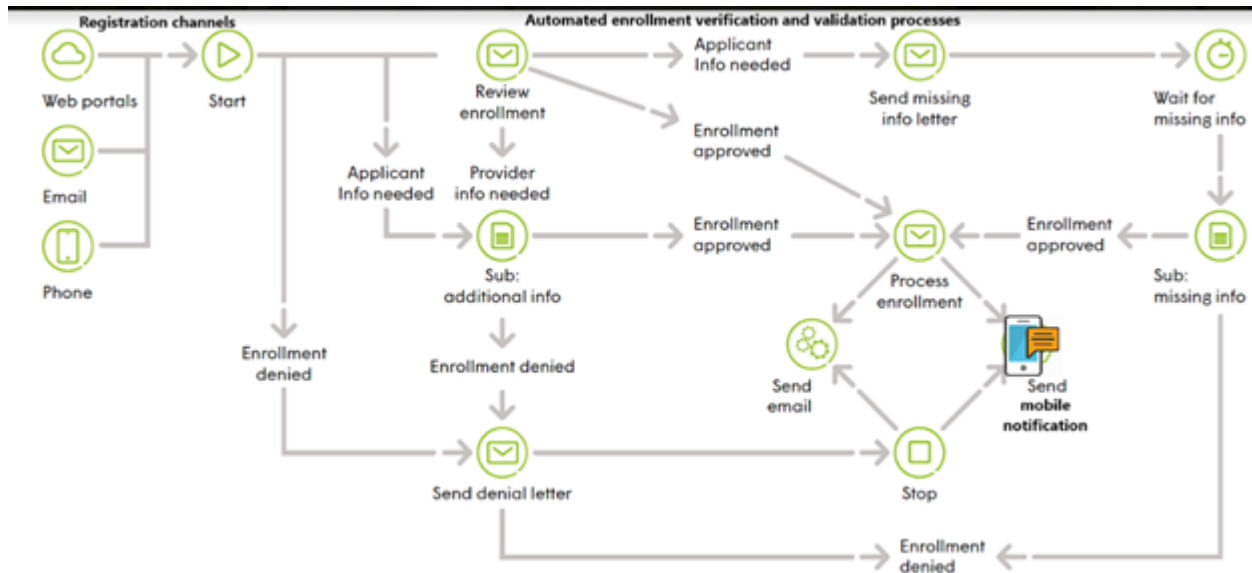 Registration channels
Automated enrollment verification and validation processes
Web portals
Start
Review
enrollment
Applicant
Info needed
Send missing
info letter
Wait for
missing info
Email
Enrollment
approved
Applicant
Info needed
Provider
info needed
Phone
Sub:
additional info
Enrollment
approved
Process
enrollment
Enrollment
approved
Sub:
missing info
Enrollment
denied
Enrollment denied
Send
email
Send
mobile
notification
Send denial letter
Stop
Enrollment
denied